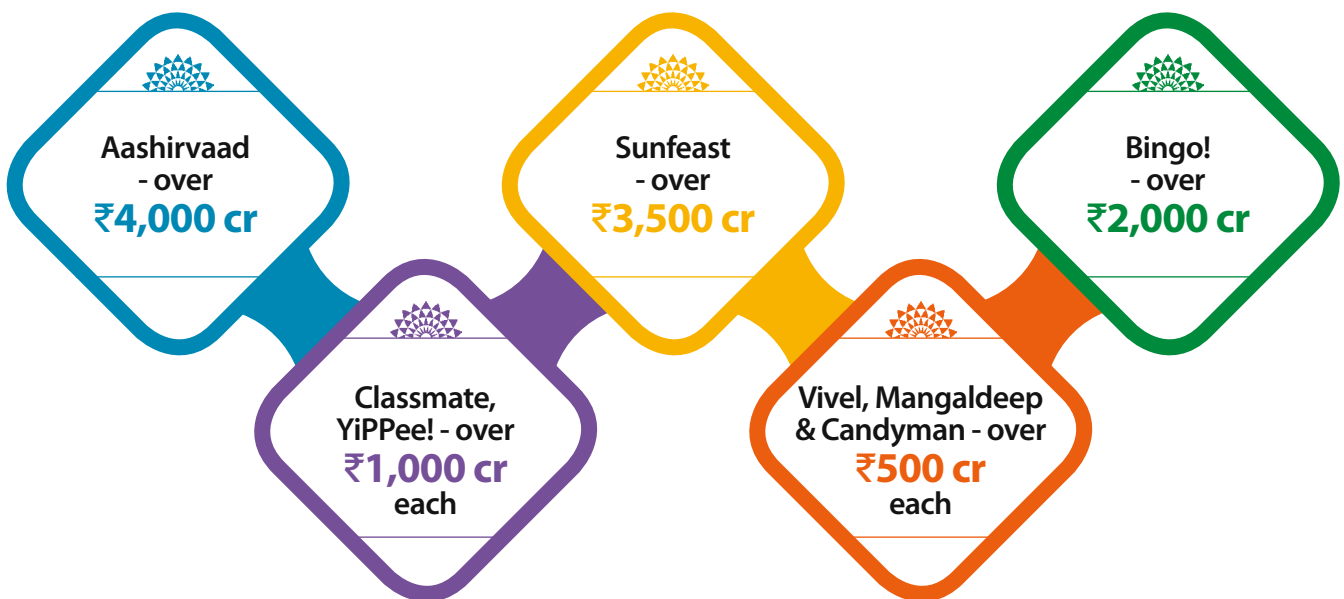 Aashirvaad
- over
₹4,000 cr
Sunfeast
- over
₹3,500 cr
Bingo!
- over
₹2,000 cr
Classmate,
YiPPee! - over
₹1,000 cr
each
Vivel, Mangaldeep
& Candyman - over
₹500 cr
each